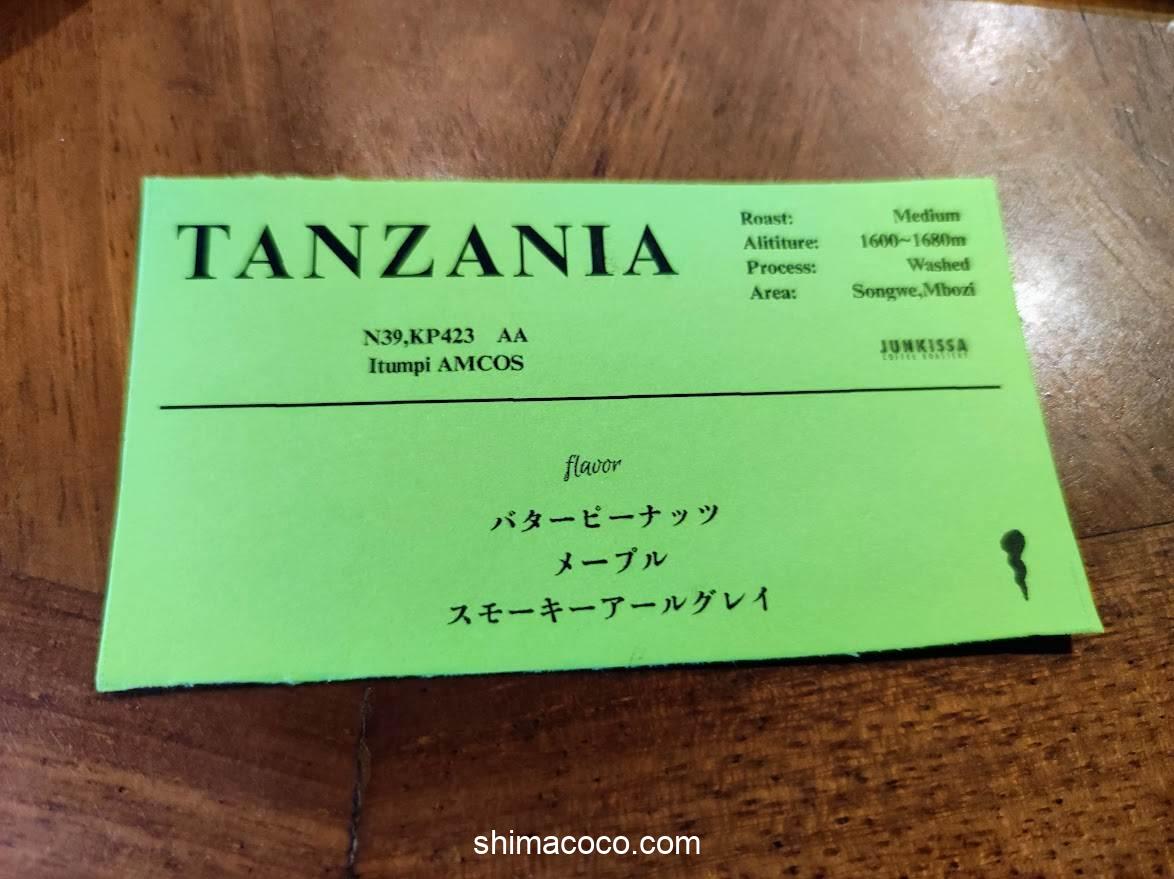 TANZANIA
Roast: Medium
Alititure: 1600~1680m
Process: Washed
Area: Songwe,Mbozi
N39,KP423 AA
Itumpi AMCOS
JUNKISSA
COFFEE ROASTERY
flavor
バターピーナッツ
メープル
スモーキーアールグレイ
shimacoco.com